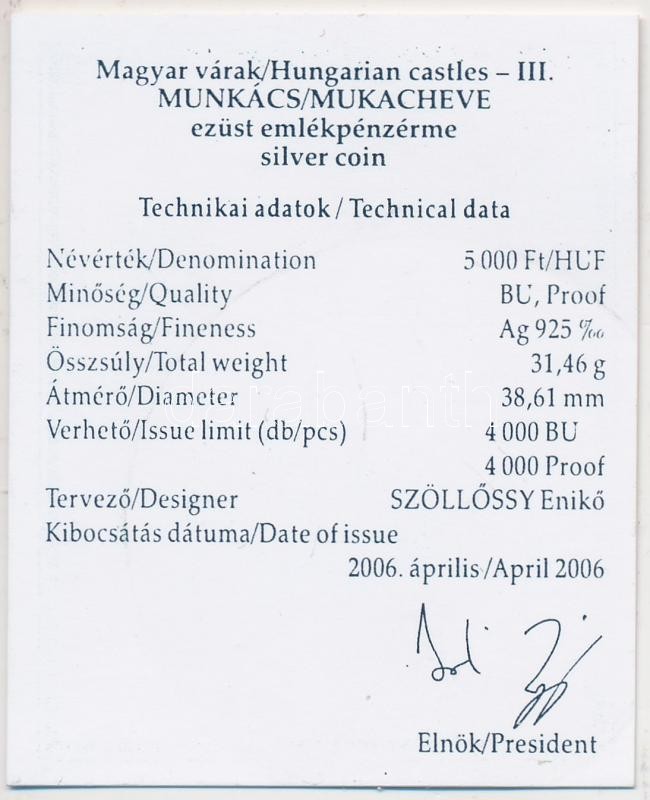 Magyar várak/Hungarian castles – III.
MUNKÁCS/MUKACHEVE
ezüst emlékpénzérme
silver coin
Technikai adatok / Technical data
Névérték/Denomination 5 000 Ft/HUF
Minőség/Quality BU, Proof
Finomság/Fineness Ag 925 ‰
Összsúly/Total weight 31,46 g
Átmérő/Diameter 38,61 mm
darabanth
Verhető/Issue limit (db/pcs) 4 000 BU
4 000 Proof
Tervező/Designer SZÖLLŐSSY Enikő
Kibocsátás dátuma/Date of issue
2006. április/April 2006
Elnök/President